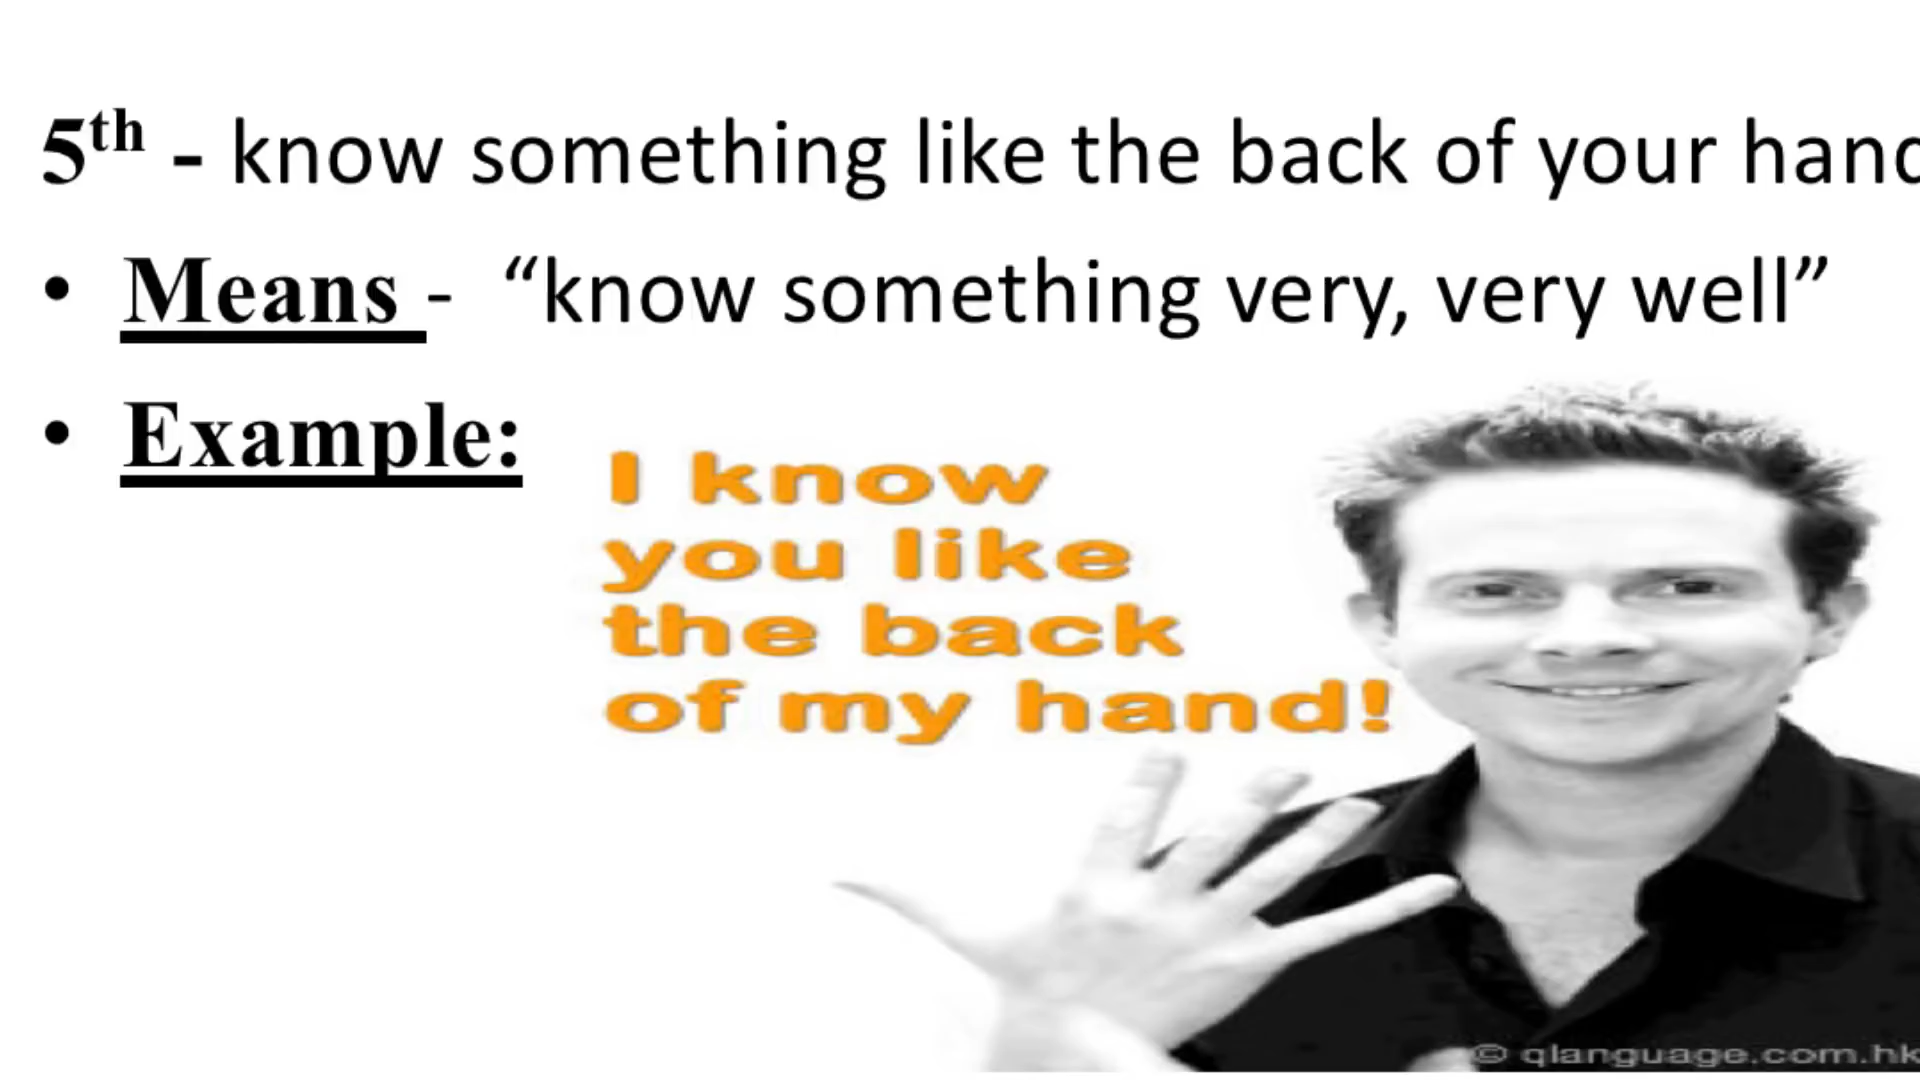 5th - know something like the back of your hand
• Means - “know something very, very well”
• Example:
I know
you like
the back
of my hand!
© qlanguage.com.hk